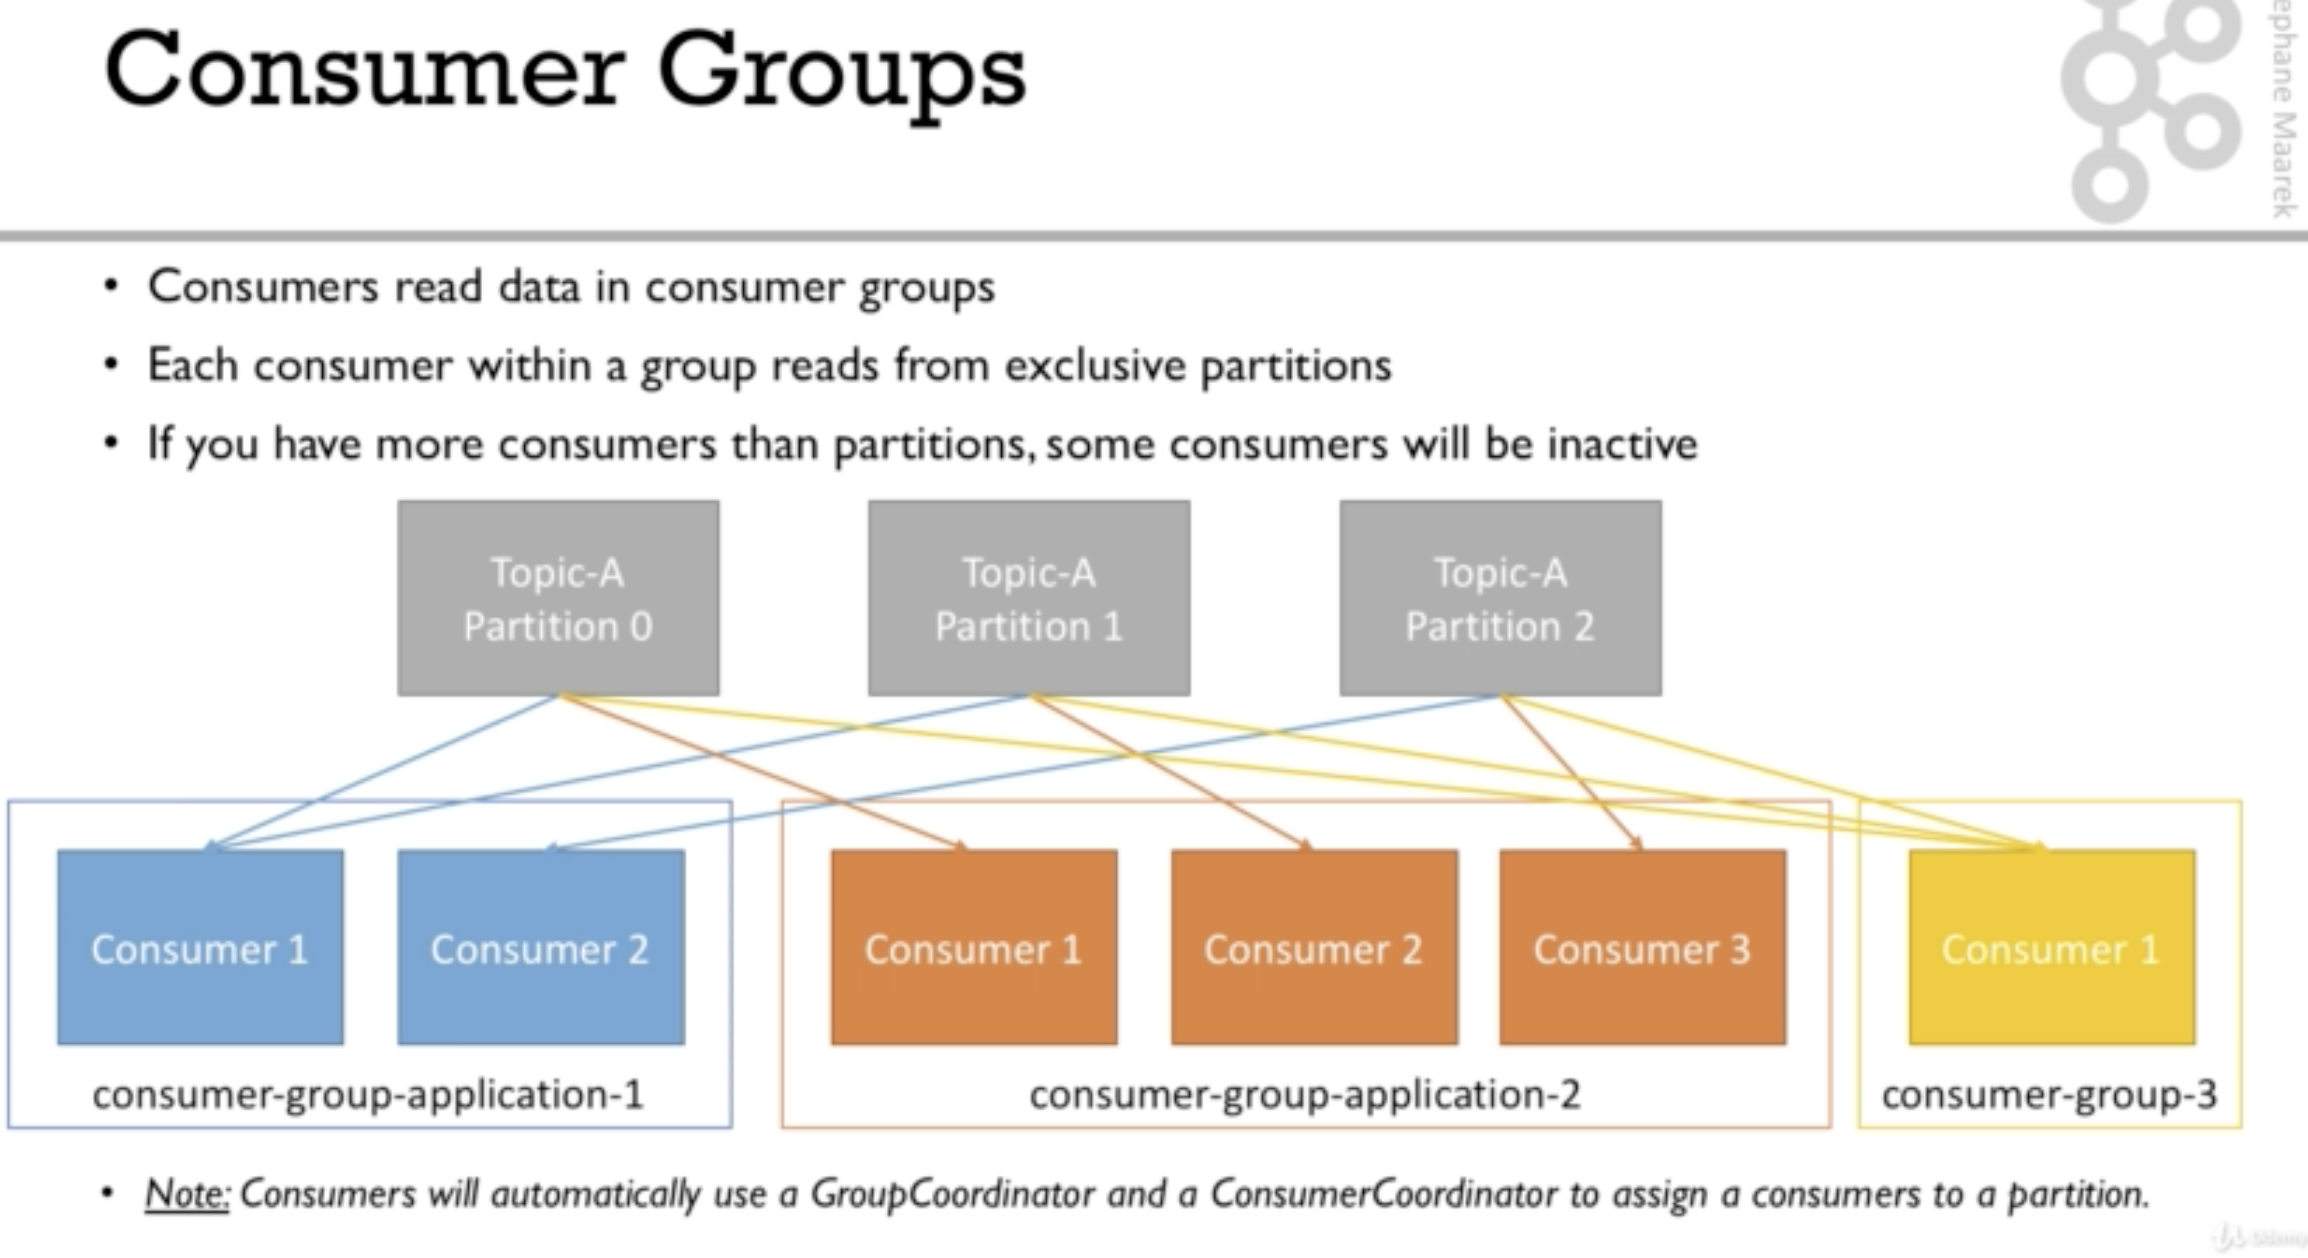 Consumer Groups
ephane Maarek
• Consumers read data in consumer groups
• Each consumer within a group reads from exclusive partitions
• If you have more consumers than partitions, some consumers will be inactive
Topic-A
Partition 0
Topic-A
Partition 1
Topic-A
Partition 2
Consumer 1
Consumer 2
consumer-group-application-1
Consumer 1
Consumer 2
Consumer 3
consumer-group-application-2
Consumer 1
consumer-group-3
• Note: Consumers will automatically use a GroupCoordinator and a ConsumerCoordinator to assign a consumers to a partition.